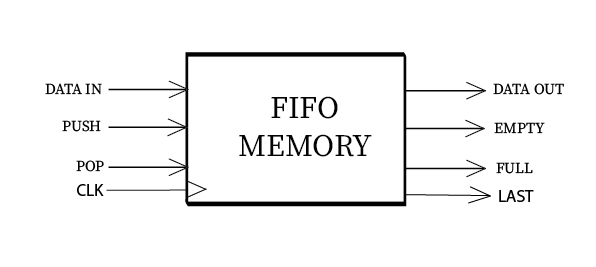 DATA IN
PUSH
POP
CLK
FIFO
MEMORY
DATA OUT
EMPTY
FULL
LAST